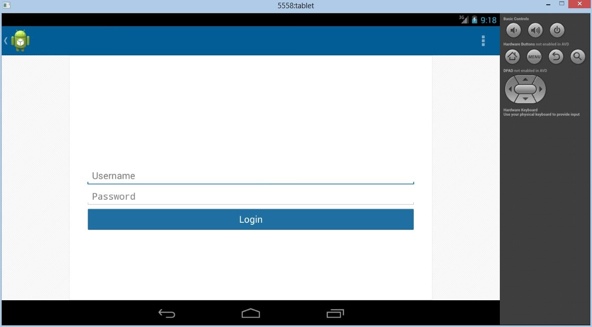 5558:tablet
3G 9:18
Username
Password
Login
Basic Controls
Hardware Buttons not enabled in AVD
MENU
DPAD not enabled in AVD
Hardware Keyboard
Use your physical keyboard to provide input